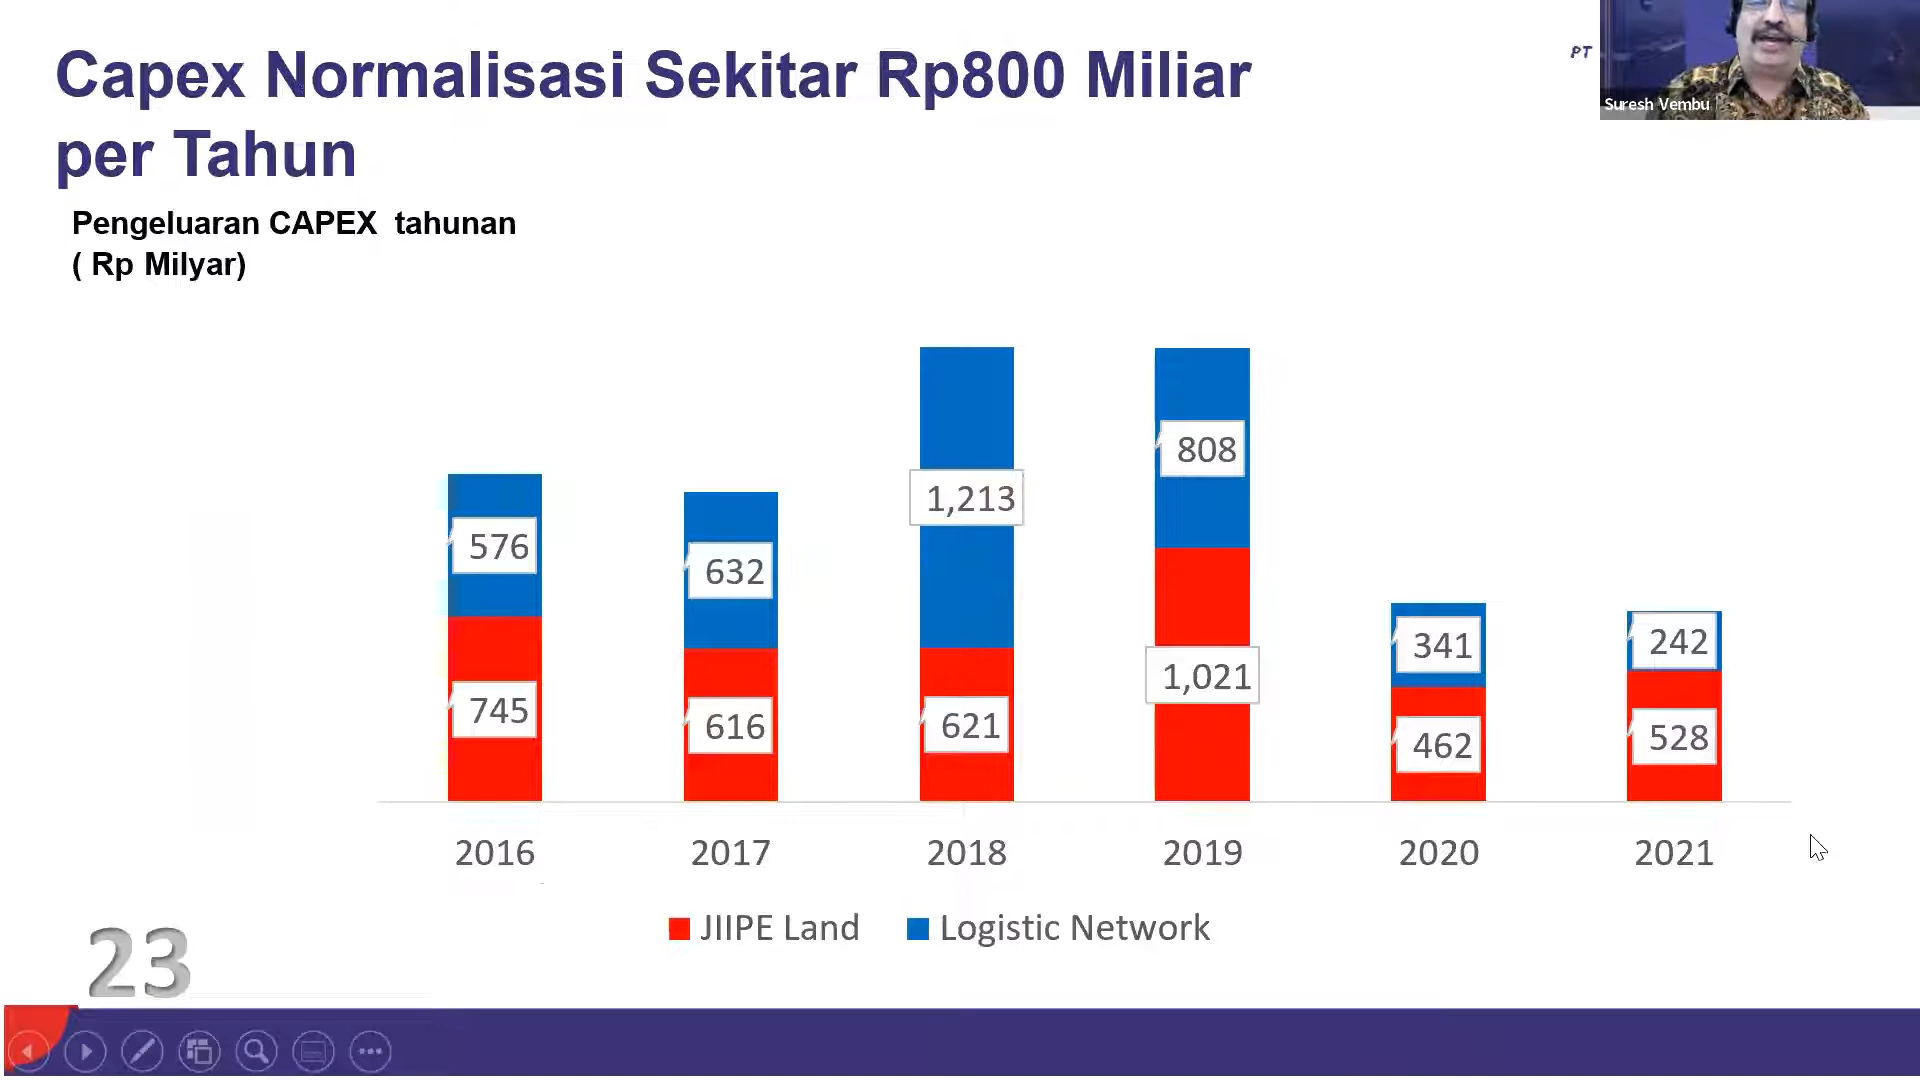 Capex Normalisasi Sekitar Rp800 Miliar
per Tahun
PT
Suresh Vembu
Pengeluaran CAPEX  tahunan
( Rp Milyar)
576
745
632
616
1,213
621
808
1,021
341
462
242
528
2016 2017 2018 2019 2020 2021
JIIPE Land Logistic Network
23